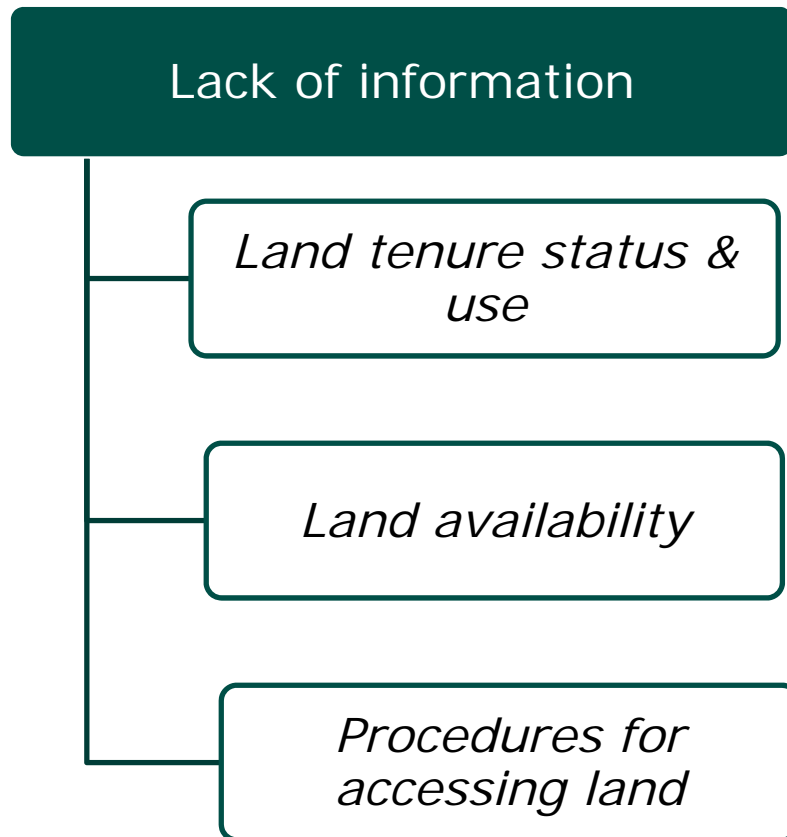 Lack of information
Land tenure status &
use
Land availability
Procedures for
accessing land